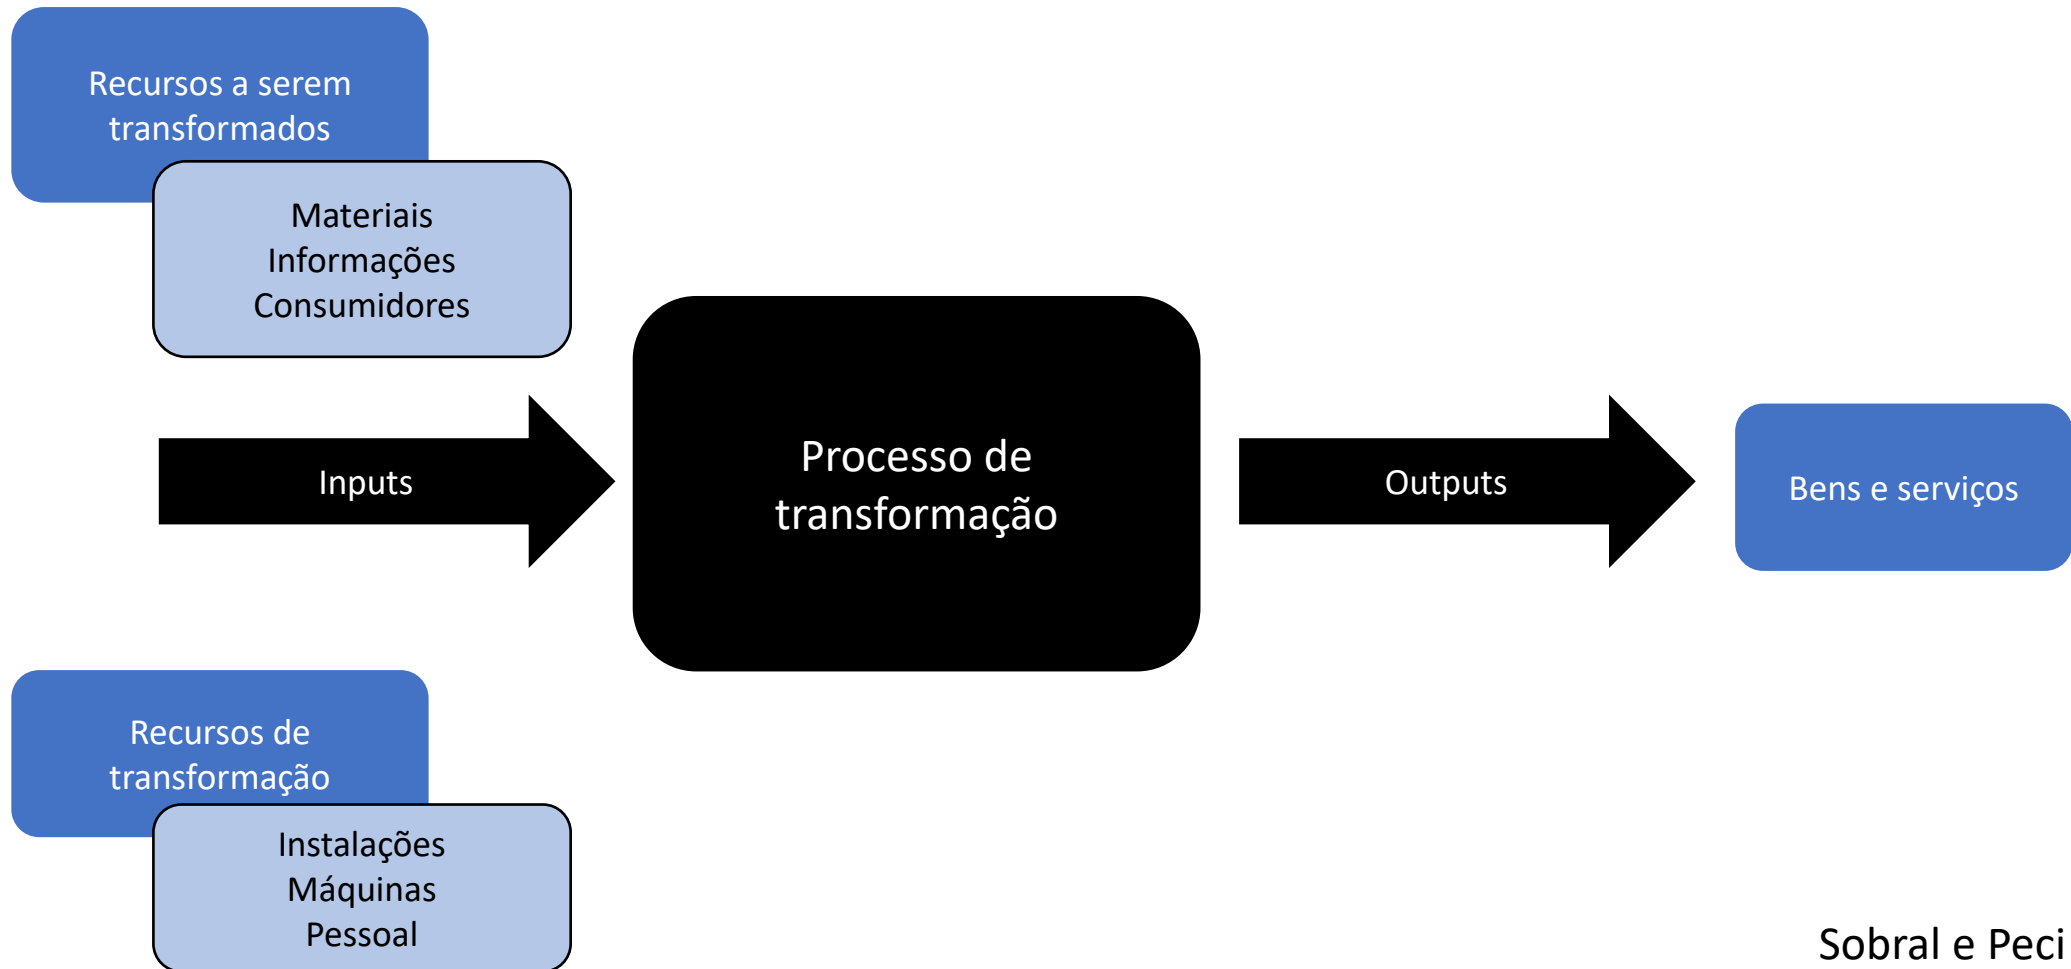 Recursos a serem
transformados
Materiais
Informações
Consumidores
Inputs
Processo de
transformação
Outputs
Bens e serviços
Recursos de
transformação
Instalações
Máquinas
Pessoal
Sobral e Peci